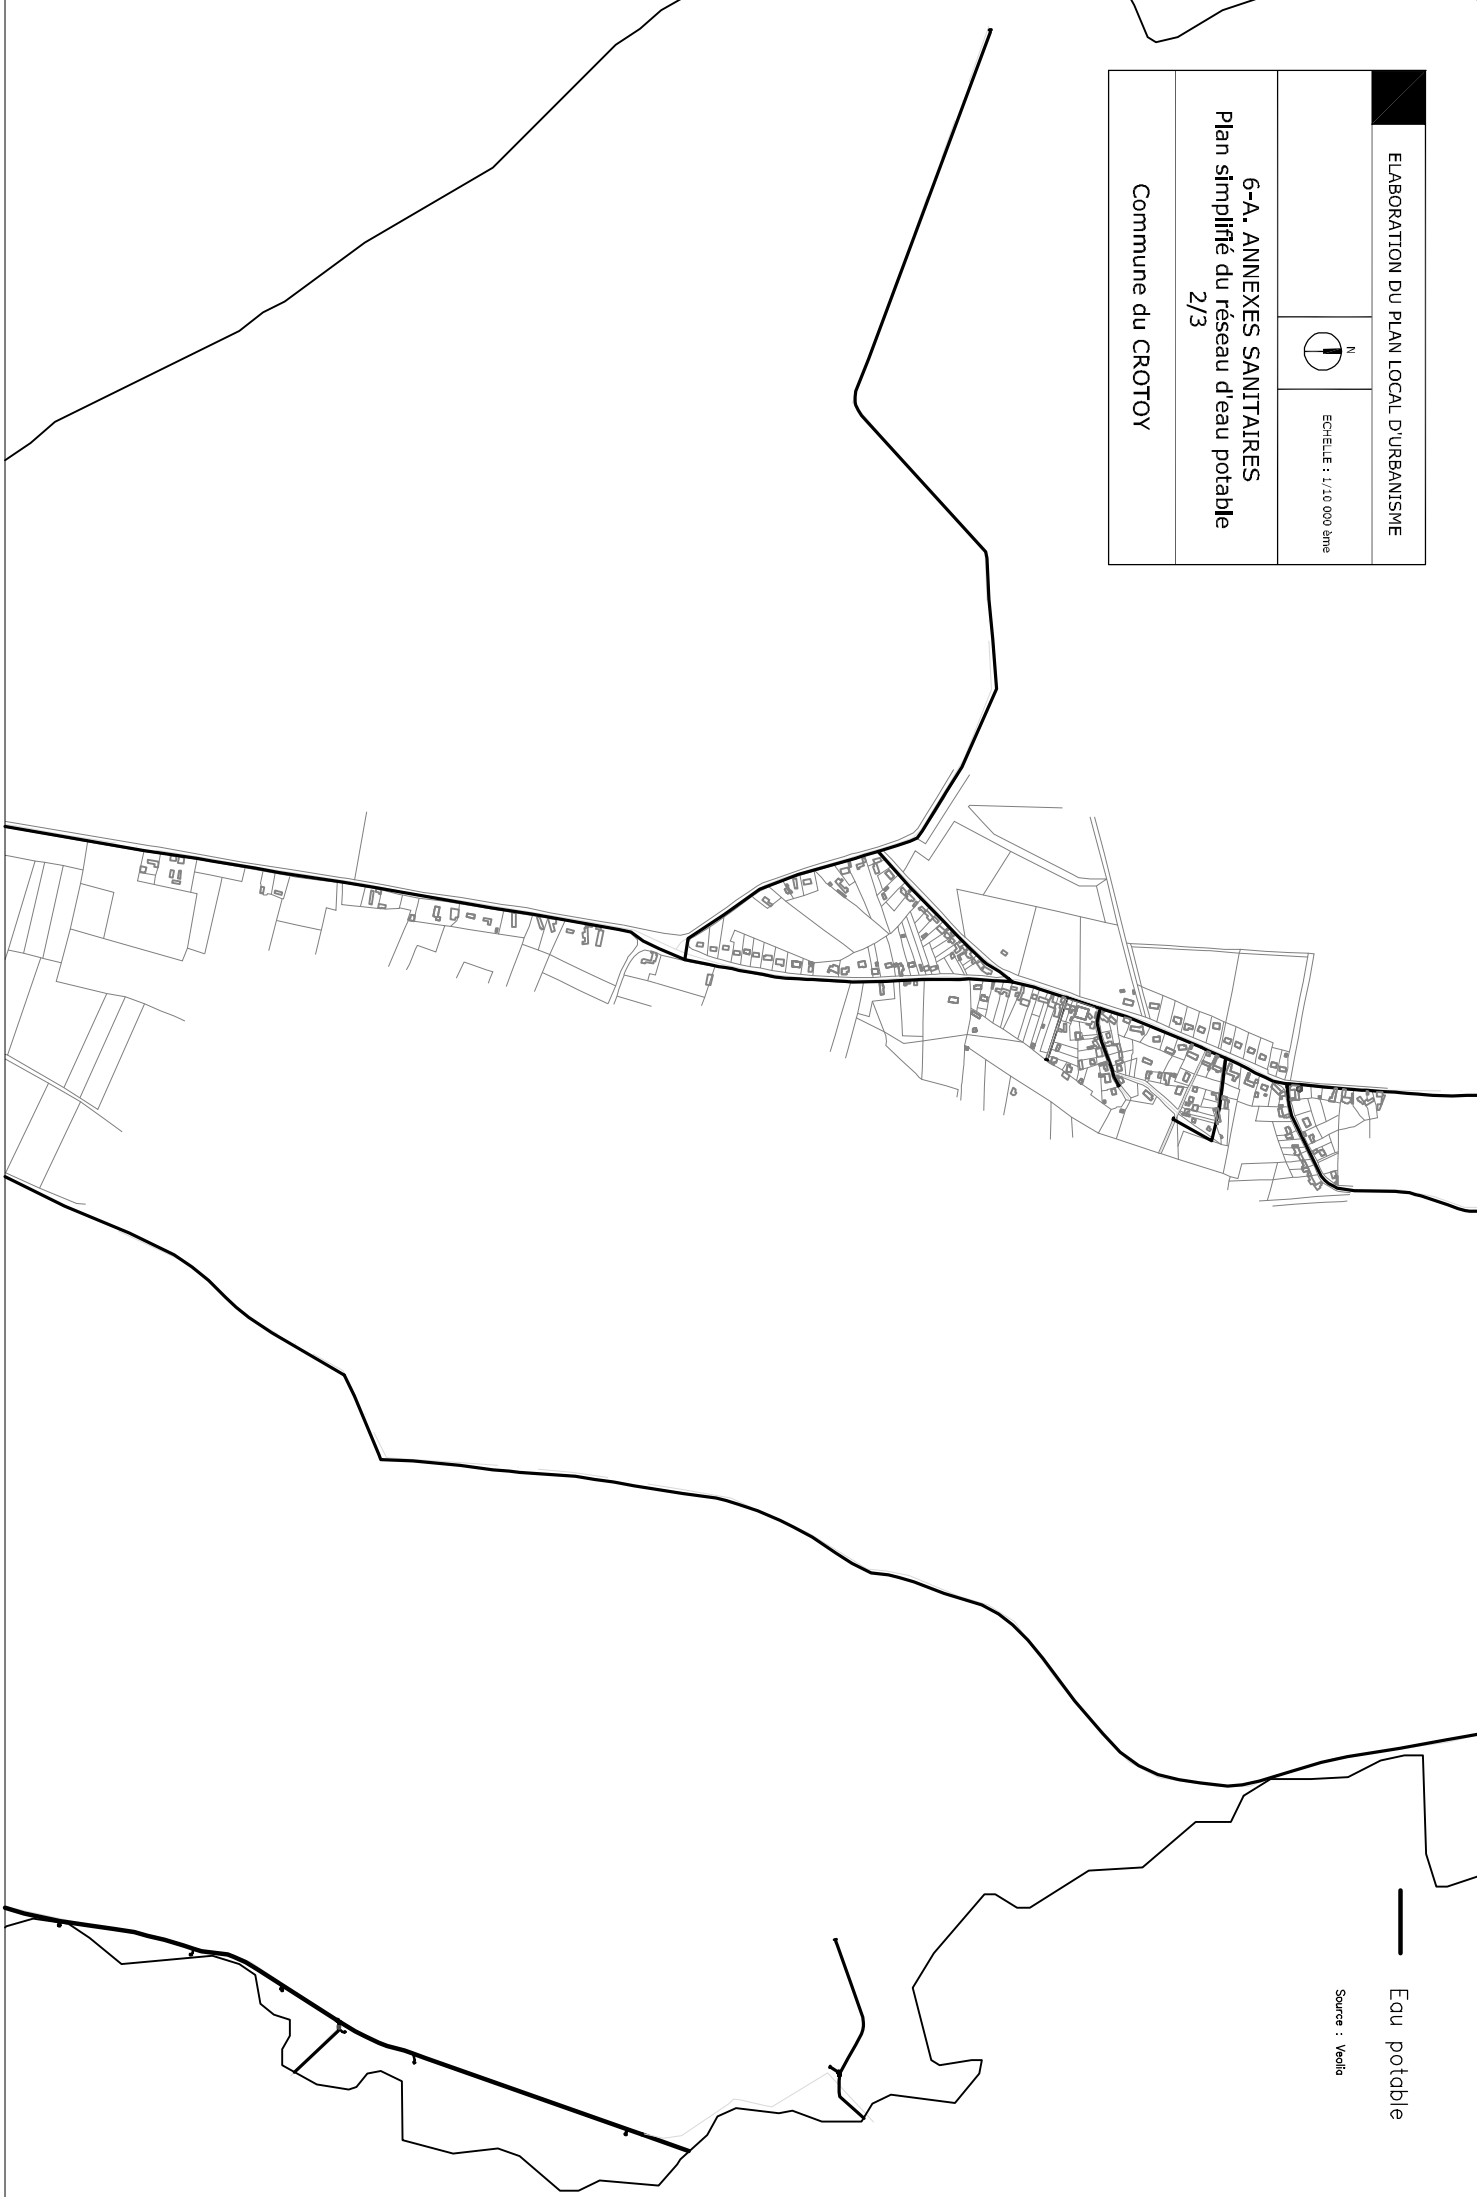 ELABORATION DU PLAN LOCAL D'URBANISME
N
ECHELLE : 1/10 000 ème
6-A. ANNEXES SANITAIRES
Plan simplifié du réseau d'eau potable
2/3
Commune du CROTOY
Eau potable
Source : Veolia